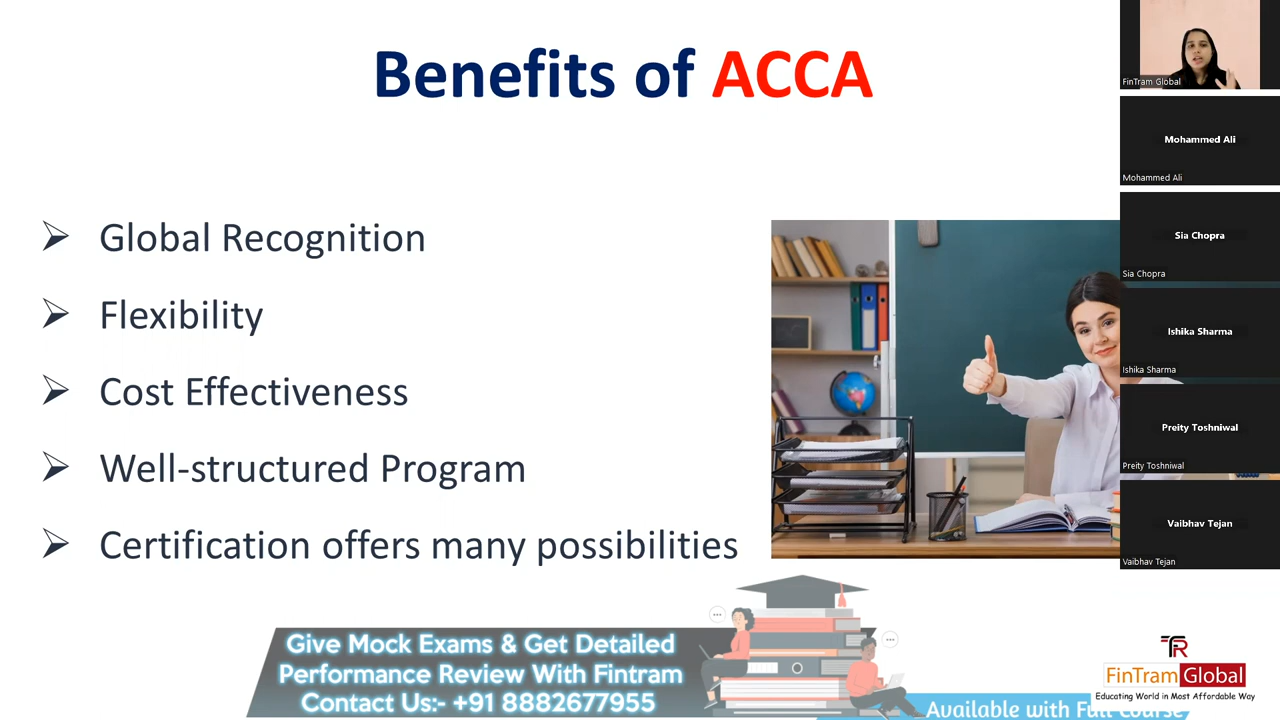 Benefits of ACCA
Global Recognition
Flexibility
Cost Effectiveness
Well-structured Program
Certification offers many possibilities
FinTram Global
Mohammed Ali
Mohammed Ali
Sia Chopra
Sia Chopra
Ishika Sharma
Ishika Sharma
Preity Toshniwal
Preity Toshniwal
Vaibhav Tejan
Vaibhav Tejan
Give Mock Exams & Get Detailed
Performance Review With Fintram
Contact Us:- +91 8882677955
Available with Full Course
FinTram Global
Educating World in Most Affordable Way